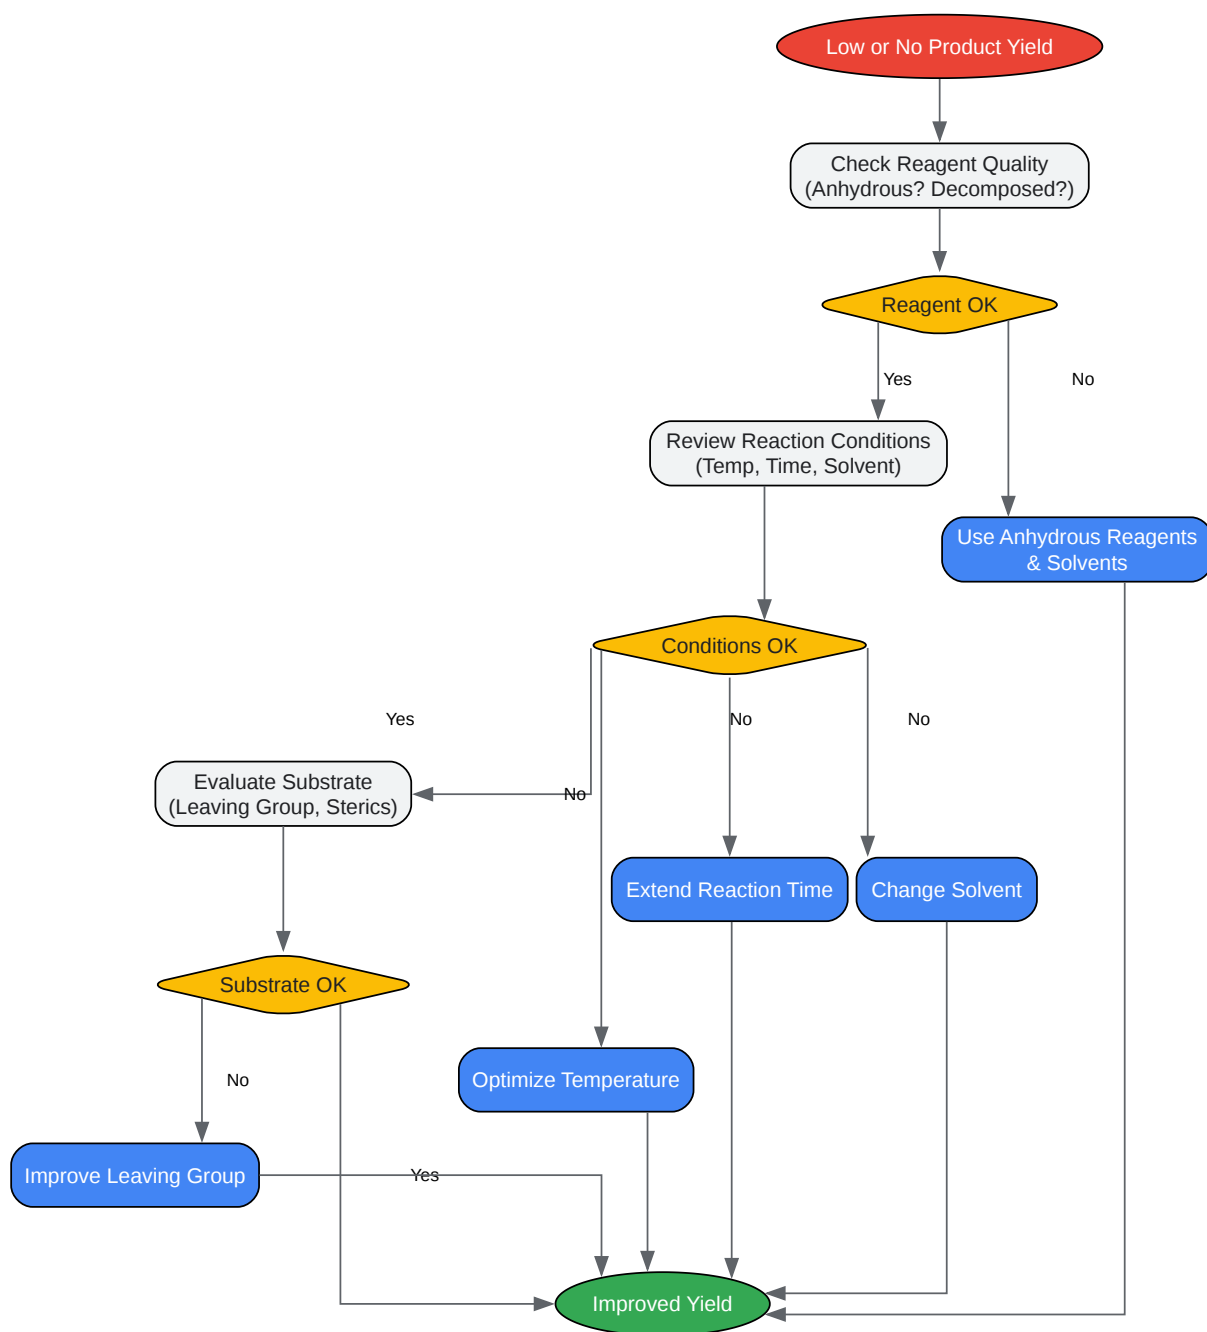 Low or No Product Yield
Check Reagent Quality
(Anhydrous? Decomposed?)
Reagent OK
Yes
No
Review Reaction Conditions
(Temp, Time, Solvent)
Use Anhydrous Reagents
& Solvents
Conditions OK
Yes
No
No
Evaluate Substrate
(Leaving Group, Sterics)
No
Extend Reaction Time
Change Solvent
Substrate OK
No
Optimize Temperature
Improve Leaving Group
Yes
Improved Yield